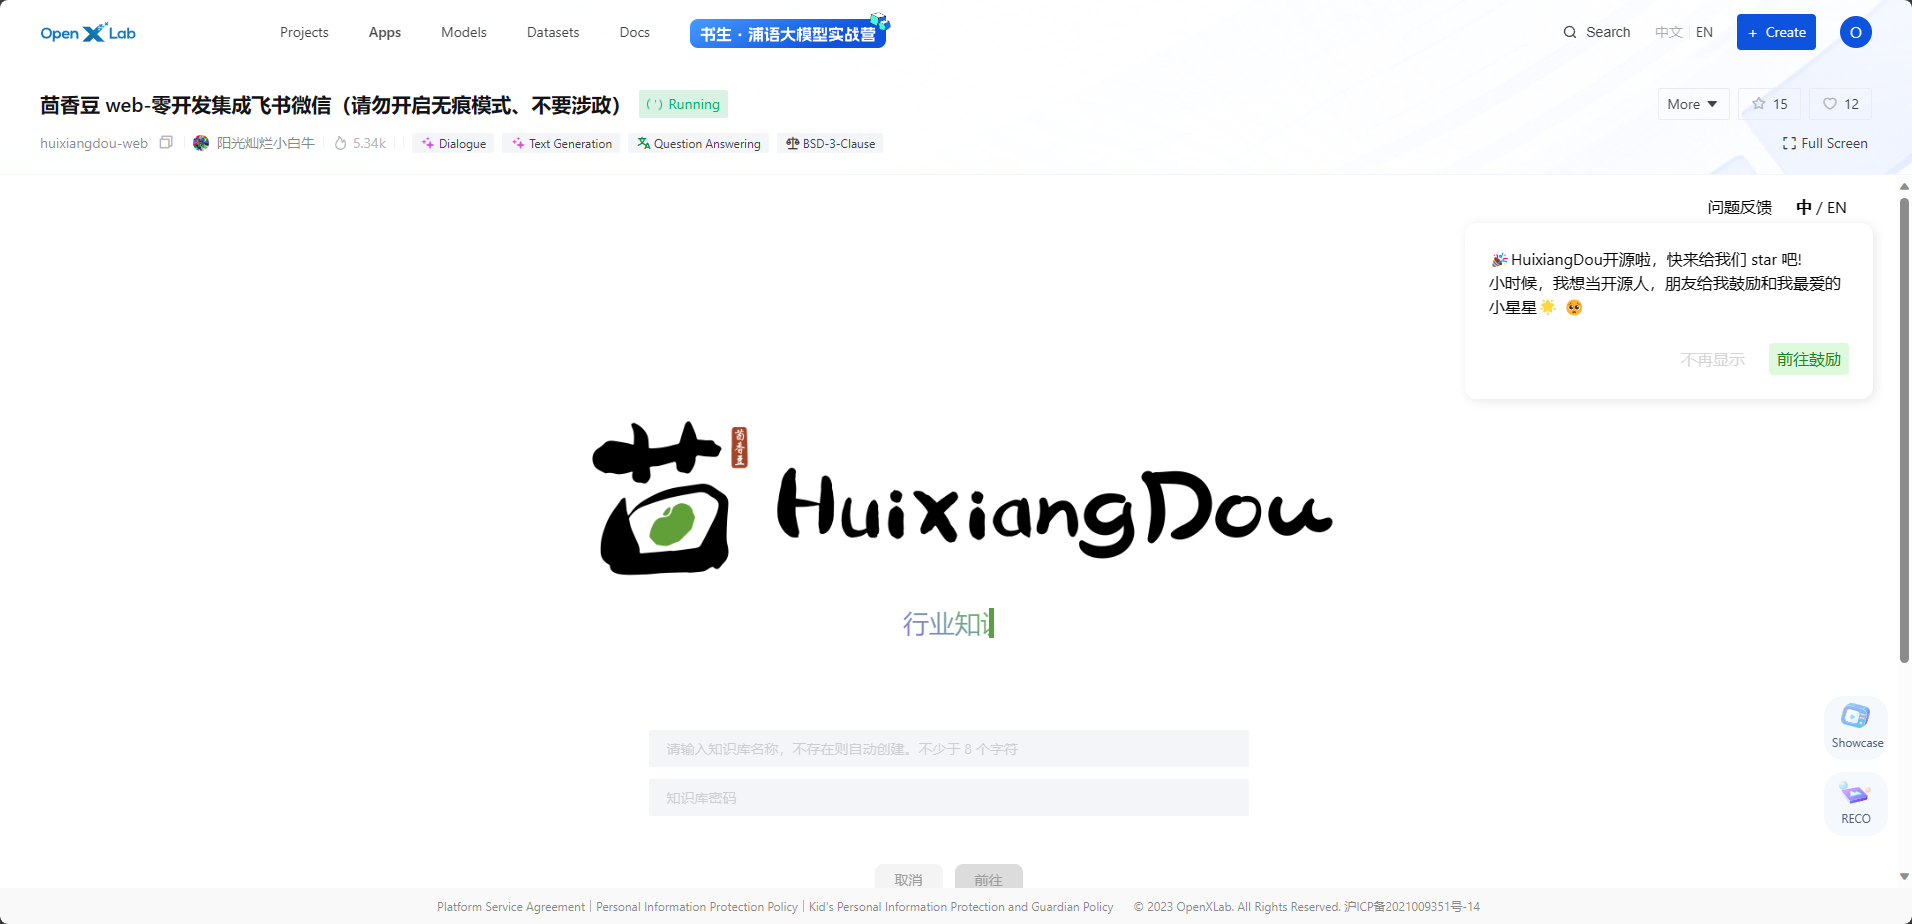 Open X Lab
Projects
Apps
Models
Datasets
Docs
书生·浦语大模型实战营
Search
中文
EN
+ Create
O
茴香豆 web-零开发集成飞书微信（请勿开启无痕模式、不要涉政）
Running
More
15
12
huixiangdou-web
阳光灿烂小白牛
5.34k
Dialogue
Text Generation
Question Answering
BSD-3-Clause
Full Screen
问题反馈
中 / EN
🎉HuixiangDou开源啦，快来给我们 star 吧!
小时候，我想当开源人，朋友给我鼓励和我最爱的
小星星🌟 🥺
不再显示
前往鼓励
茴
茴香豆
HuixiangDou
行业知
请输入知识库名称，不存在则自动创建。不少于 8 个字符
知识库密码
Showcase
RECO
取消
前往
Platform Service Agreement | Personal Information Protection Policy | Kid's Personal Information Protection and Guardian Policy © 2023 OpenXLab. All Rights Reserved. 沪ICP备2021009351号-14